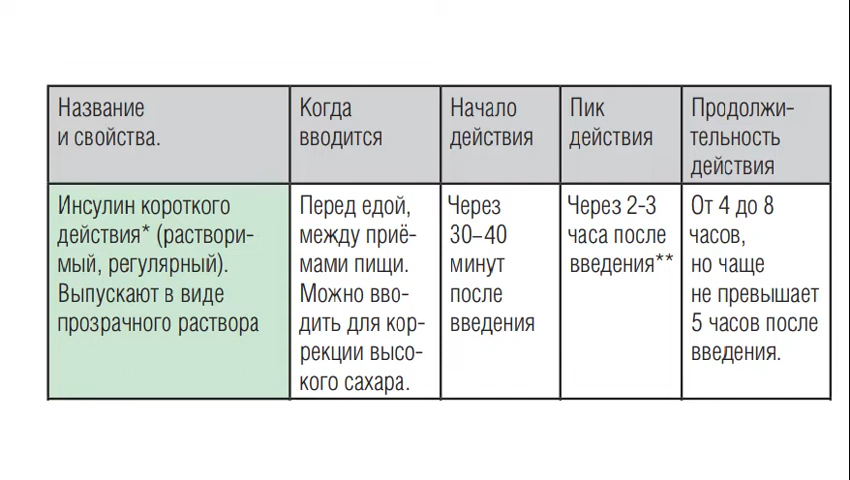 Название
и свойства.
Когда
вводится
Начало
действия
Пик
действия
Продолжи-
тельность
действия
Инсулин короткого
действия* (раствори-
мый, регулярный).
Выпускают в виде
прозрачного раствора
Перед едой,
между приё-
мами пищи.
Можно вво-
дить для кор-
рекции высо-
кого сахара.
Через
30–40
минут
после
введения
Через 2-3
часа после
введения**
От 4 до 8
часов,
но чаще
не превышает
5 часов после
введения.